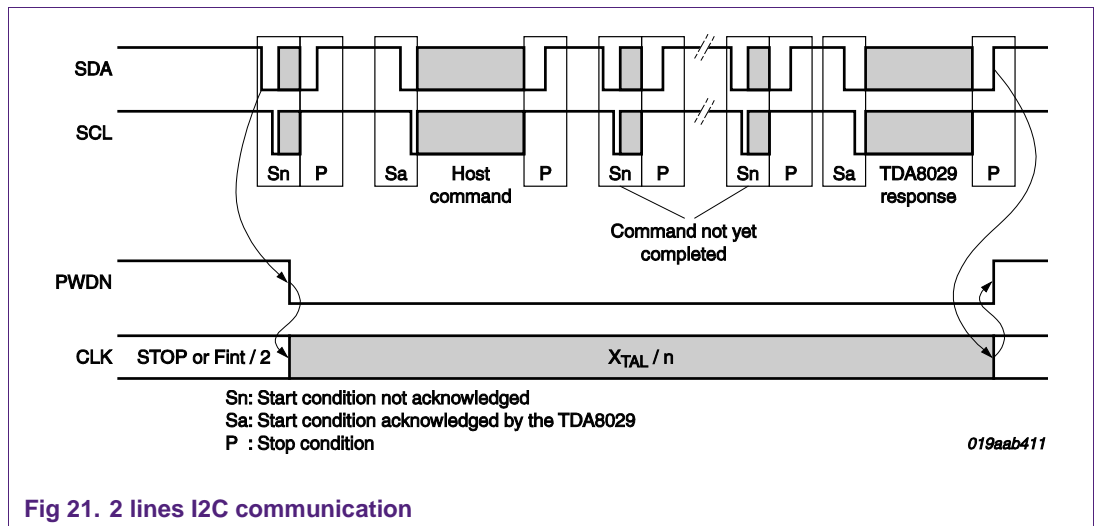 SDA
SCL
Sn P Sa Host command P Sn P Sn P Sa TDA8029 response P
Command not yet completed
PWDN
CLK STOP or Fint / 2 XTAL / n
Sn: Start condition not acknowledged
Sa: Start condition acknowledged by the TDA8029
P : Stop condition
019aab411
Fig 21. 2 lines I2C communication